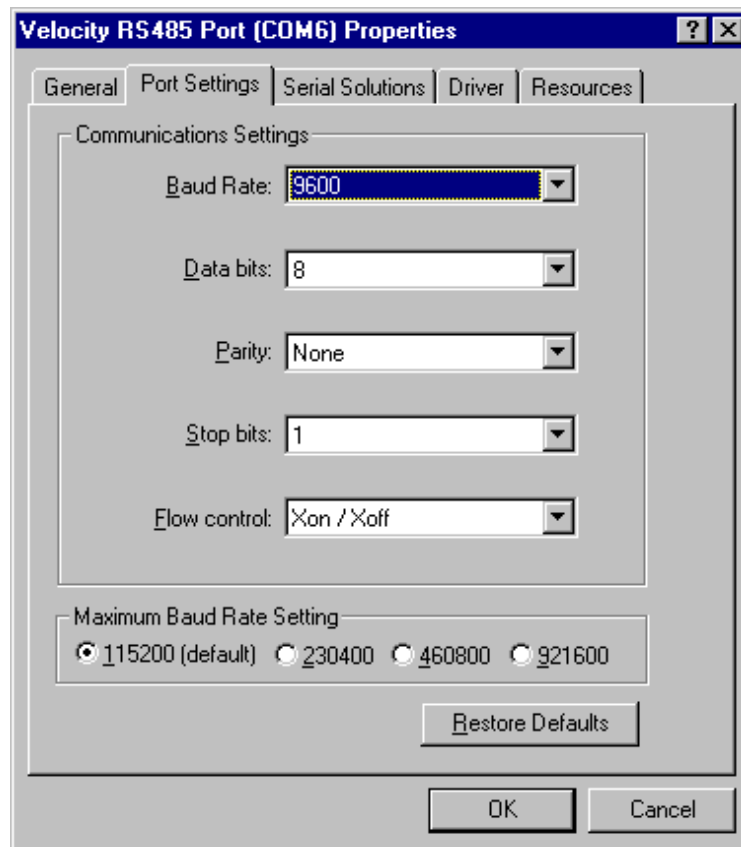 Velocity RS485 Port (COM6) Properties
General Port Settings Serial Solutions Driver Resources
Communications Settings
Baud Rate: 9600
Data bits: 8
Parity: None
Stop bits: 1
Flow control: Xon / Xoff
Maximum Baud Rate Setting
115200 (default) 230400 460800 921600
Restore Defaults
OK Cancel